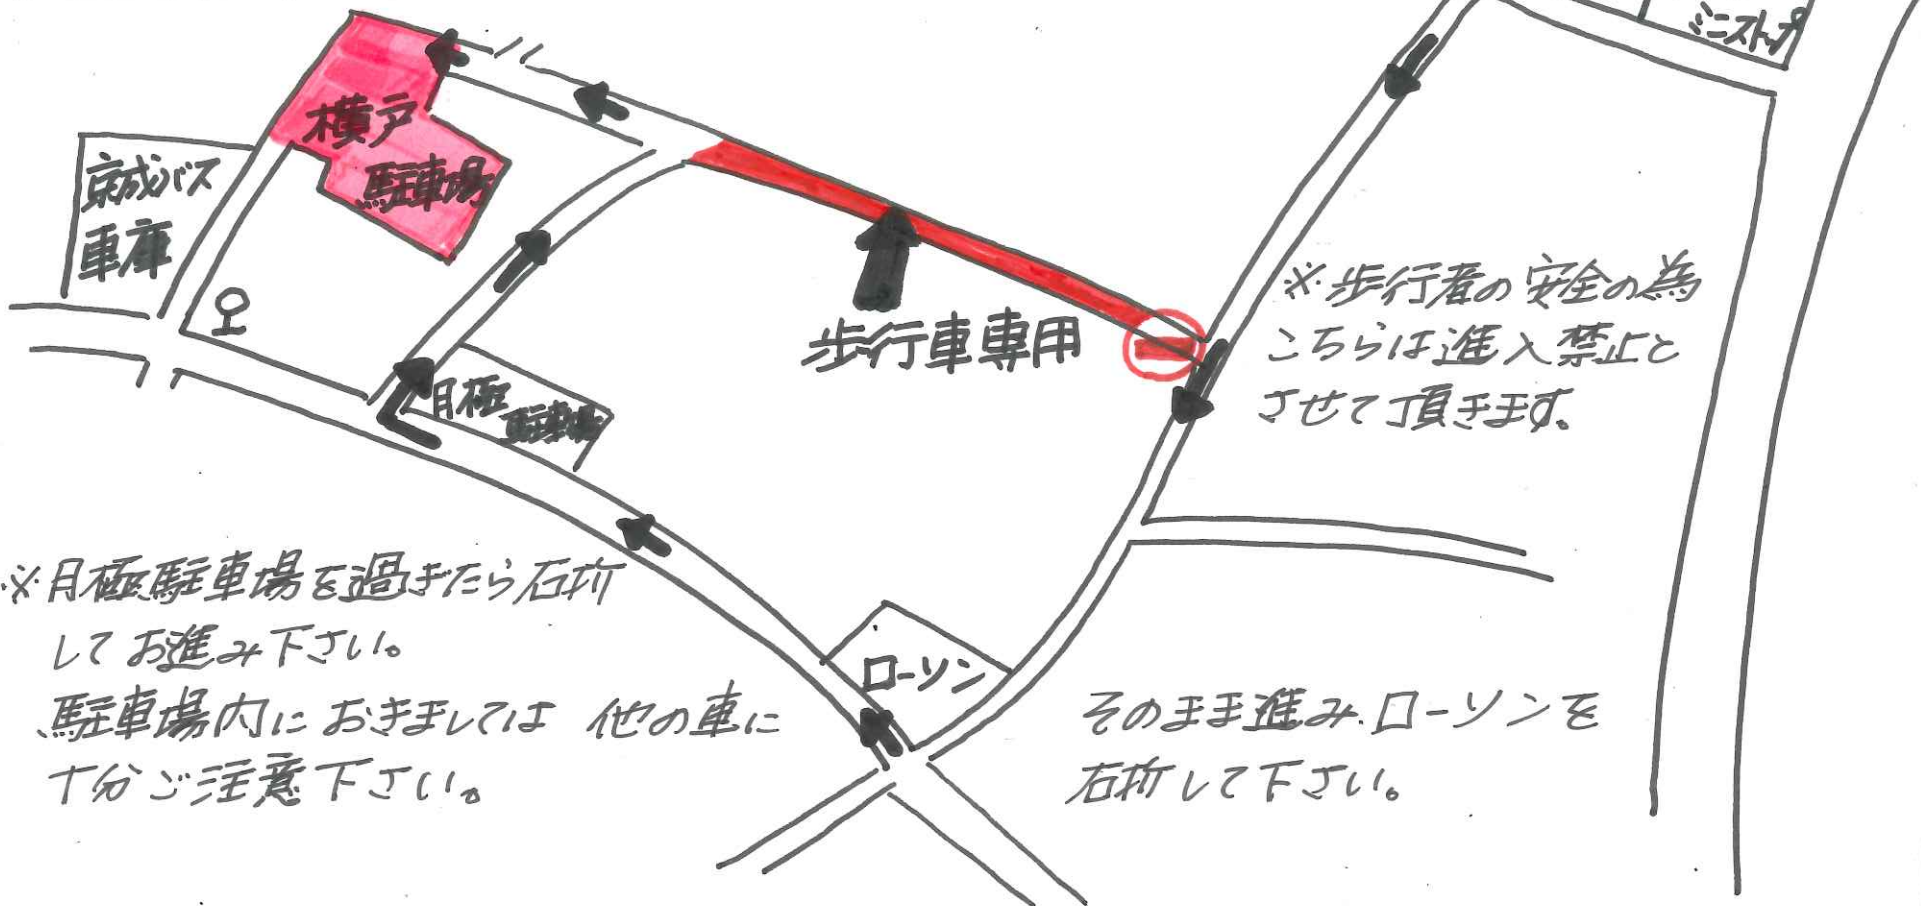 ミニストップ
横戸
駐車場
京成バス
車庫
歩行車専用
※歩行者の安全の為
こちらは進入禁止と
させて頂きます。
月極
駐車場
※月極駐車場を過ぎたら右折
してお進み下さい。
駐車場内におきましては 他の車に
十分ご注意下さい。
ローソン
そのまま進み、ローソンを
右折して下さい。